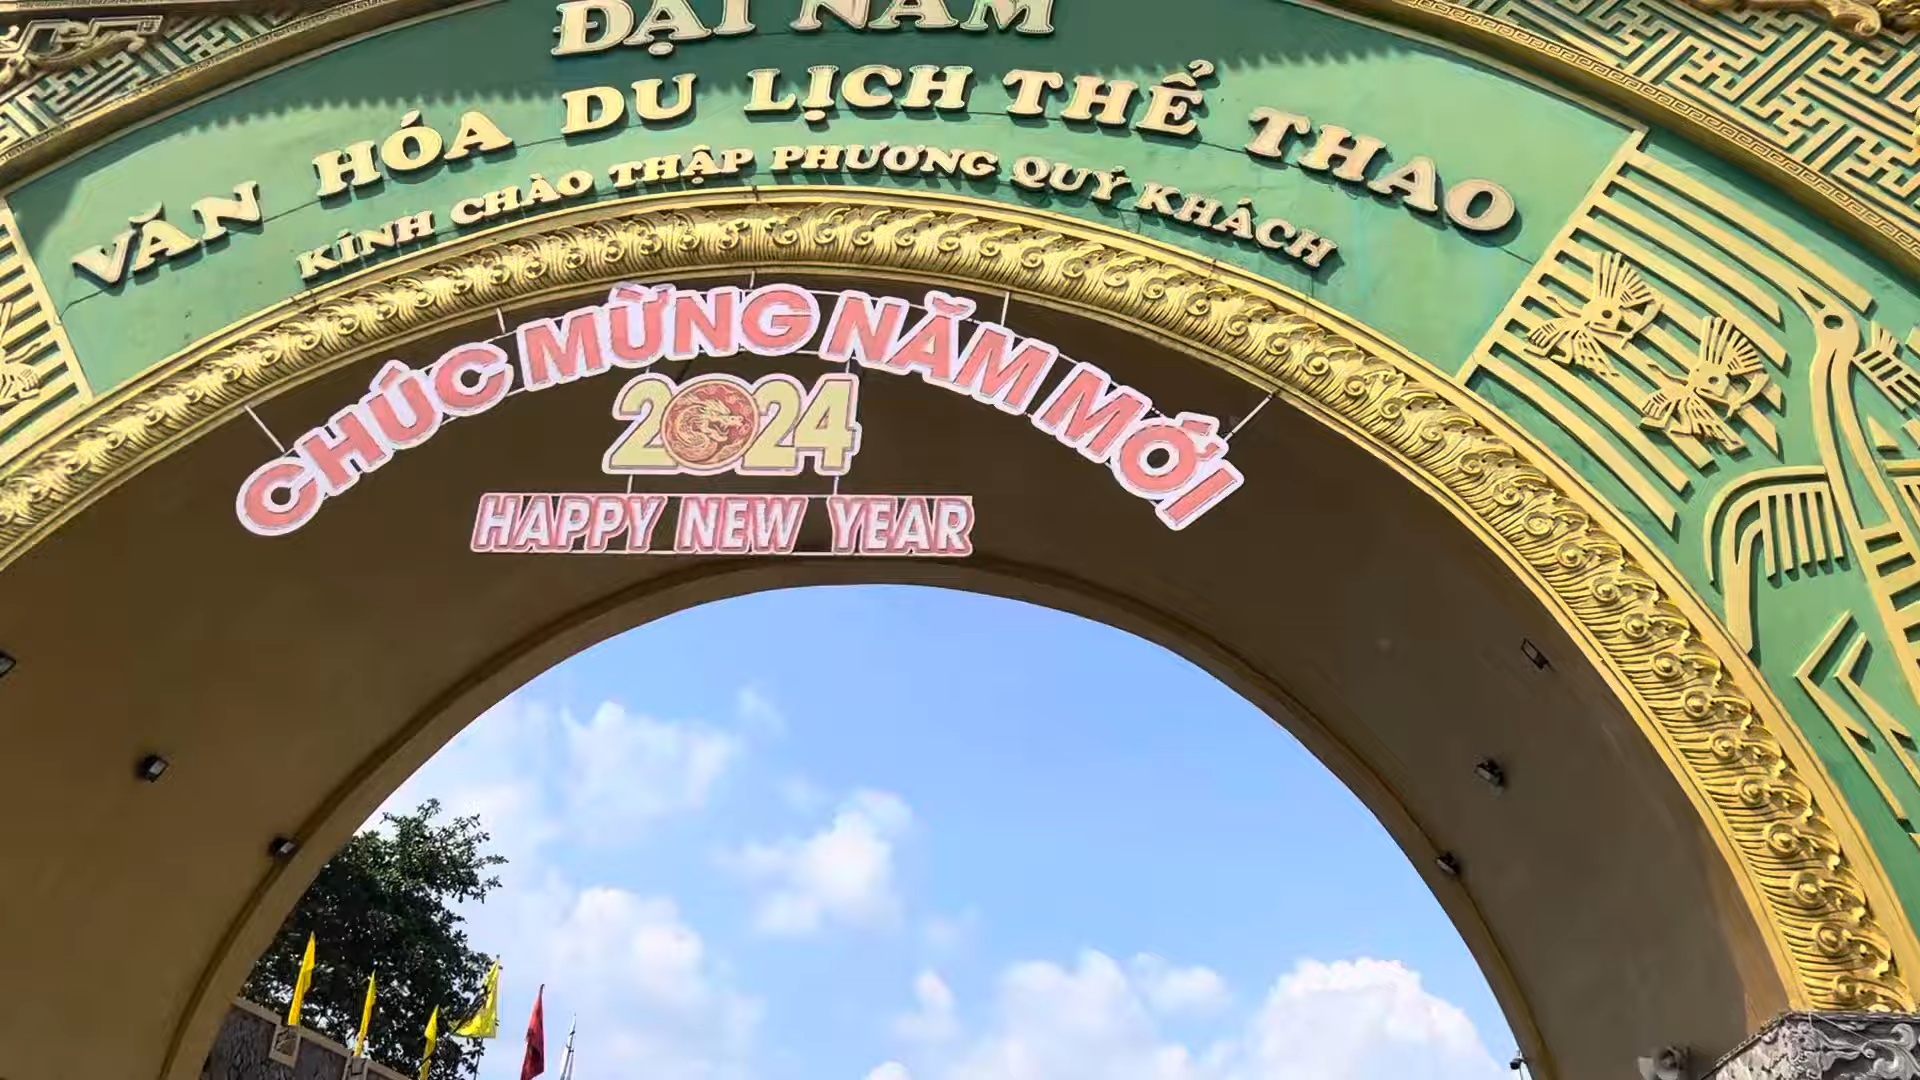 ĐẠI NAM
VĂN HÓA DU LỊCH THỂ THAO
KÍNH CHÀO THẬP PHƯƠNG QUÝ KHÁCH
CHÚC MỪNG NĂM MỚI
2024
HAPPY NEW YEAR